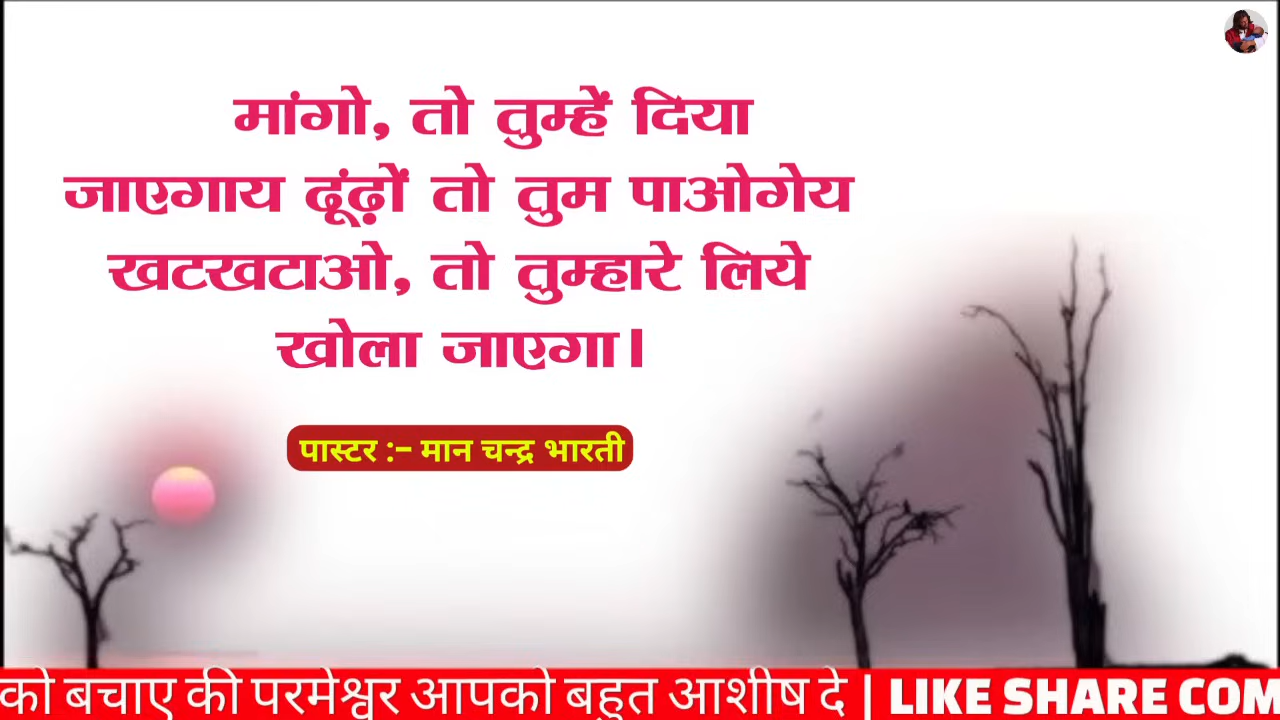 मांगो, तो तुम्हें दिया
जाएगाय ढूंढ़ों तो तुम पाओगेय
खटखटाओ, तो तुम्हारे लिये
खोला जाएगा।
पास्टर :- मान चन्द्र भारती
को बचाए की परमेश्वर आपको बहुत आशीष दे | LIKE SHARE COM